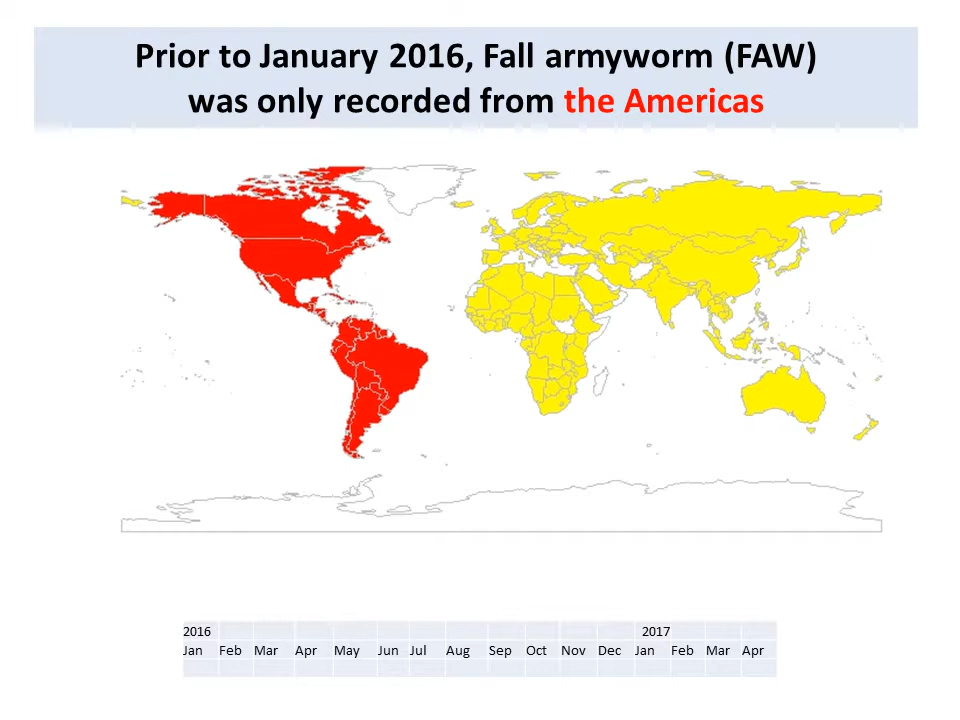 Prior to January 2016, Fall armyworm (FAW)
was only recorded from the Americas
2016 2017
Jan Feb Mar Apr May Jun Jul Aug Sep Oct Nov Dec Jan Feb Mar Apr